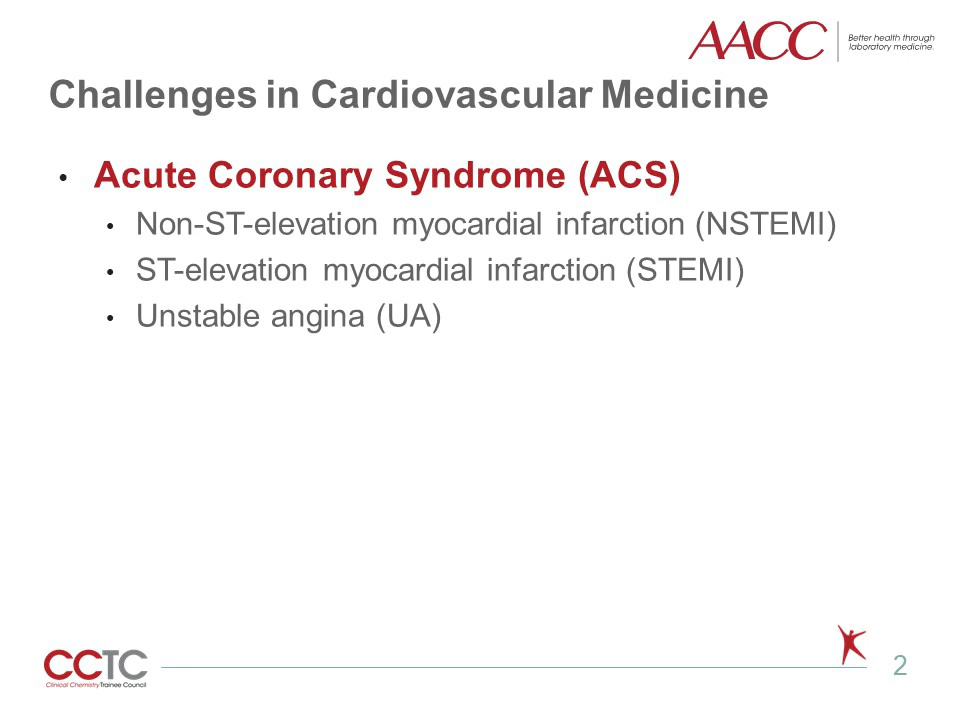 AACC
Better health through
laboratory medicine.
Challenges in Cardiovascular Medicine
• Acute Coronary Syndrome (ACS)
• Non-ST-elevation myocardial infarction (NSTEMI)
• ST-elevation myocardial infarction (STEMI)
• Unstable angina (UA)
CCTC
Clinical Chemistry Trainee Council
2